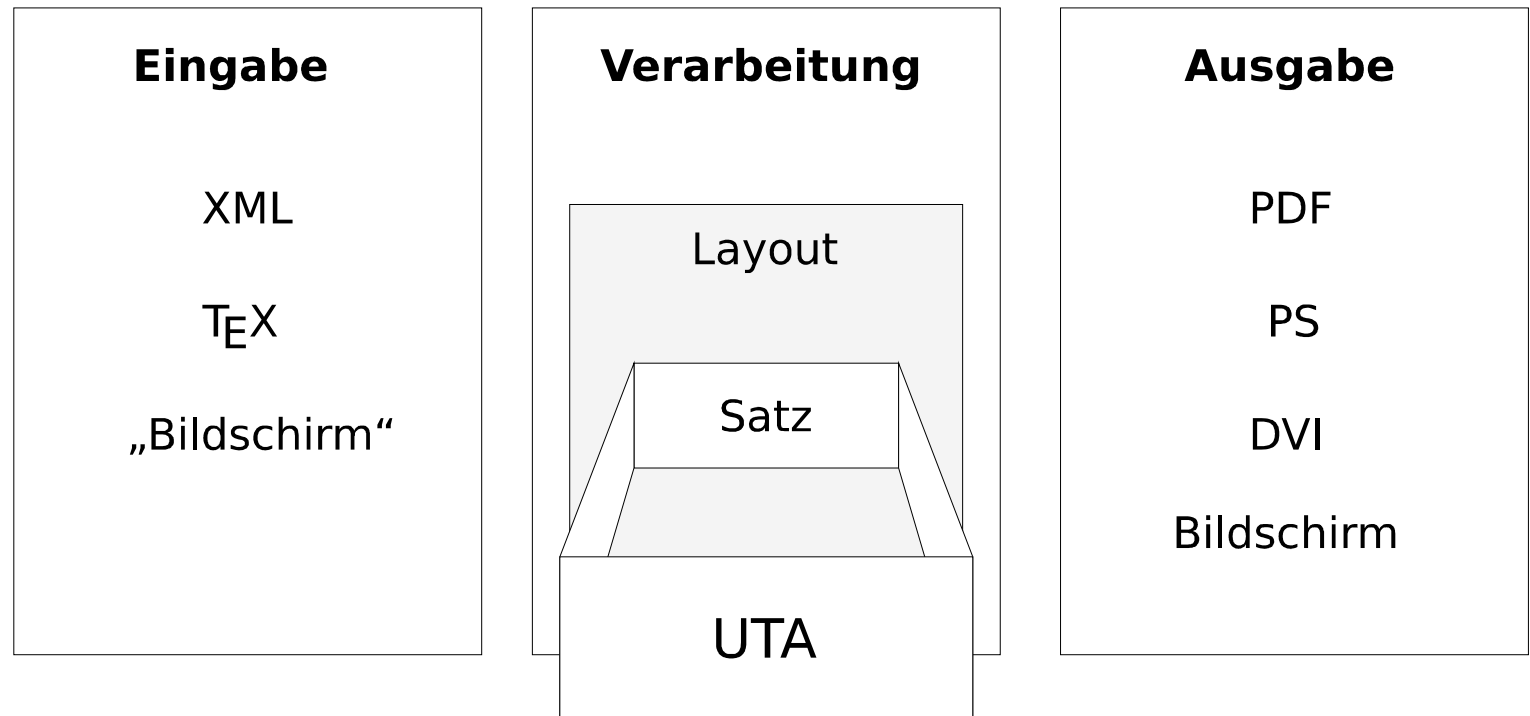 Eingabe
XML
TEX
„Bildschirm“
Verarbeitung
Layout
Satz
UTA
Ausgabe
PDF
PS
DVI
Bildschirm